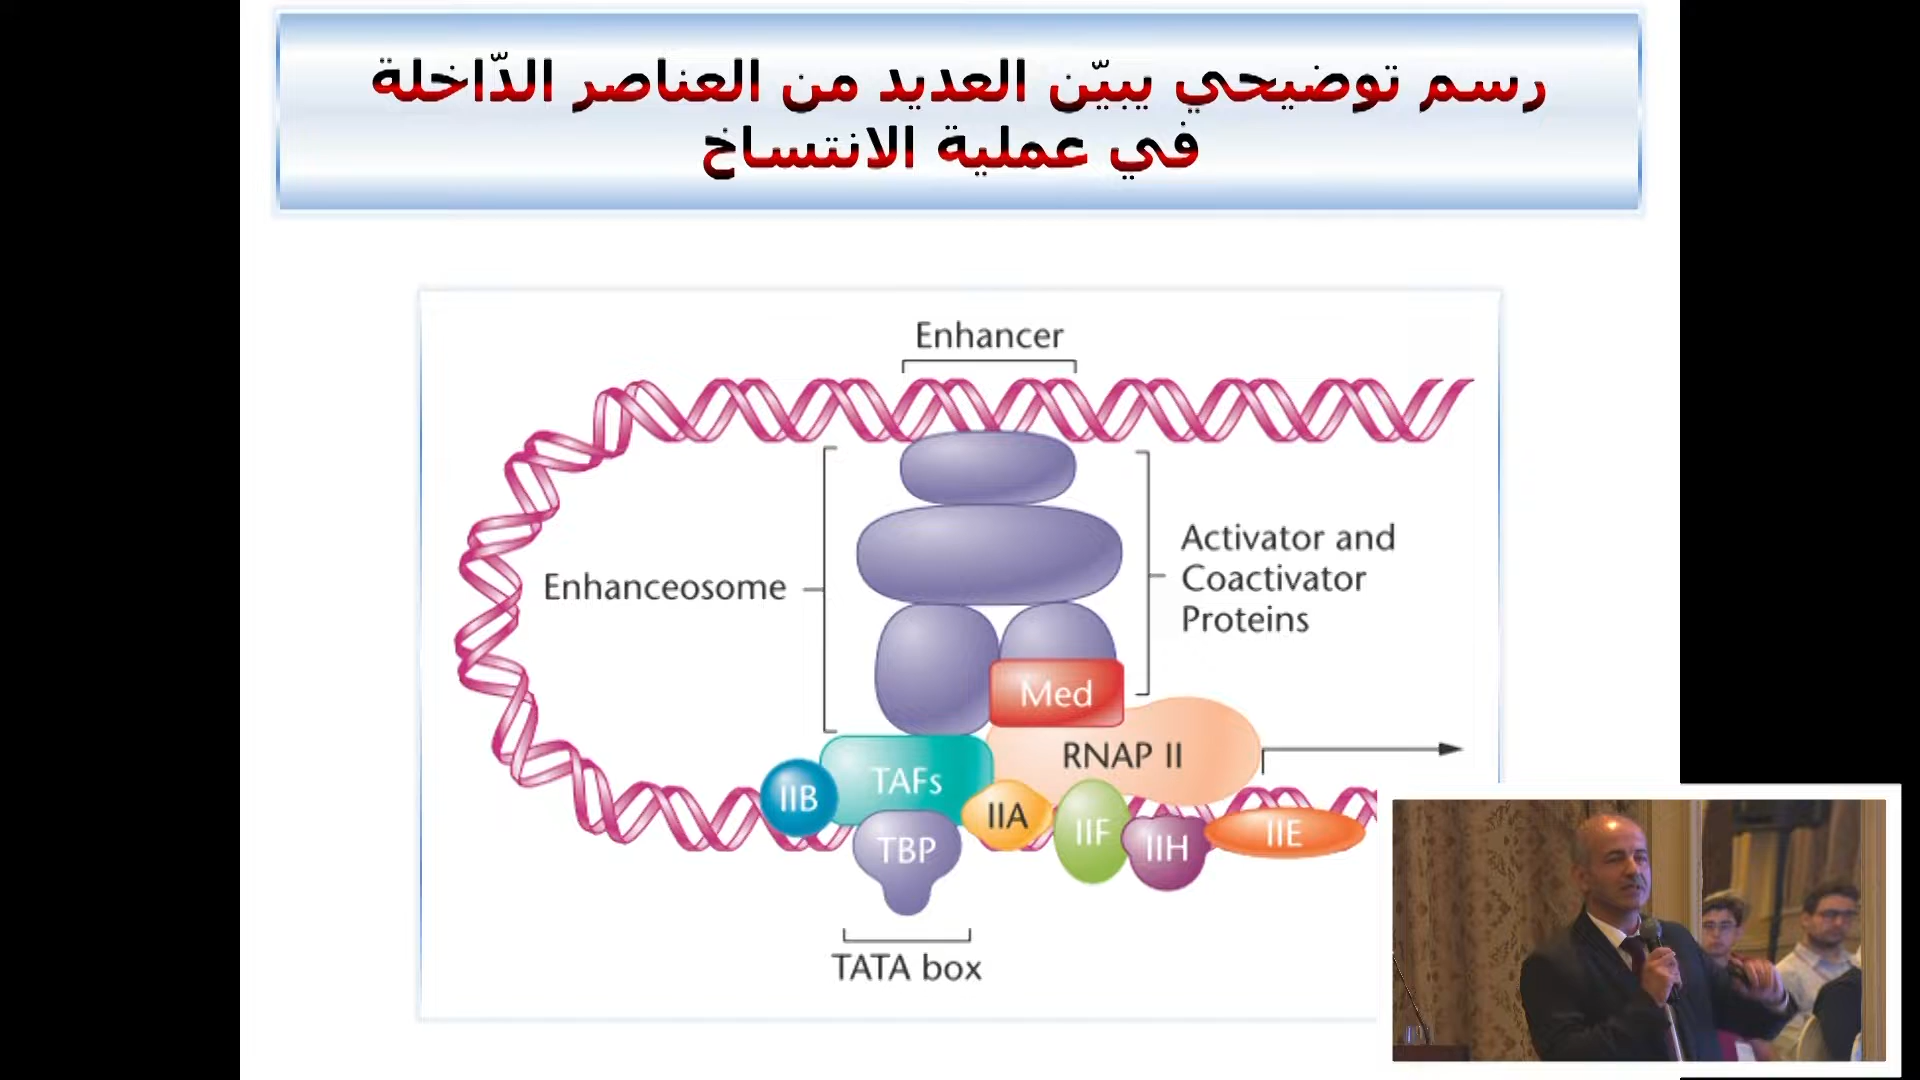 رسم توضيحي يبيّن العديد من العناصر الدّاخلة
في عملية الانتساخ
Enhancer
Enhanceosome
Activator and
Coactivator
Proteins
Med
RNAP II
TAFs
IIB
IIA
TBP
IIF
IIH
IIE
TATA box